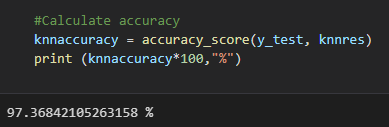 #Calculate accuracy
knnaccuracy = accuracy_score(y_test, knnres)
print (knnaccuracy*100,"%")
97.36842105263158 %